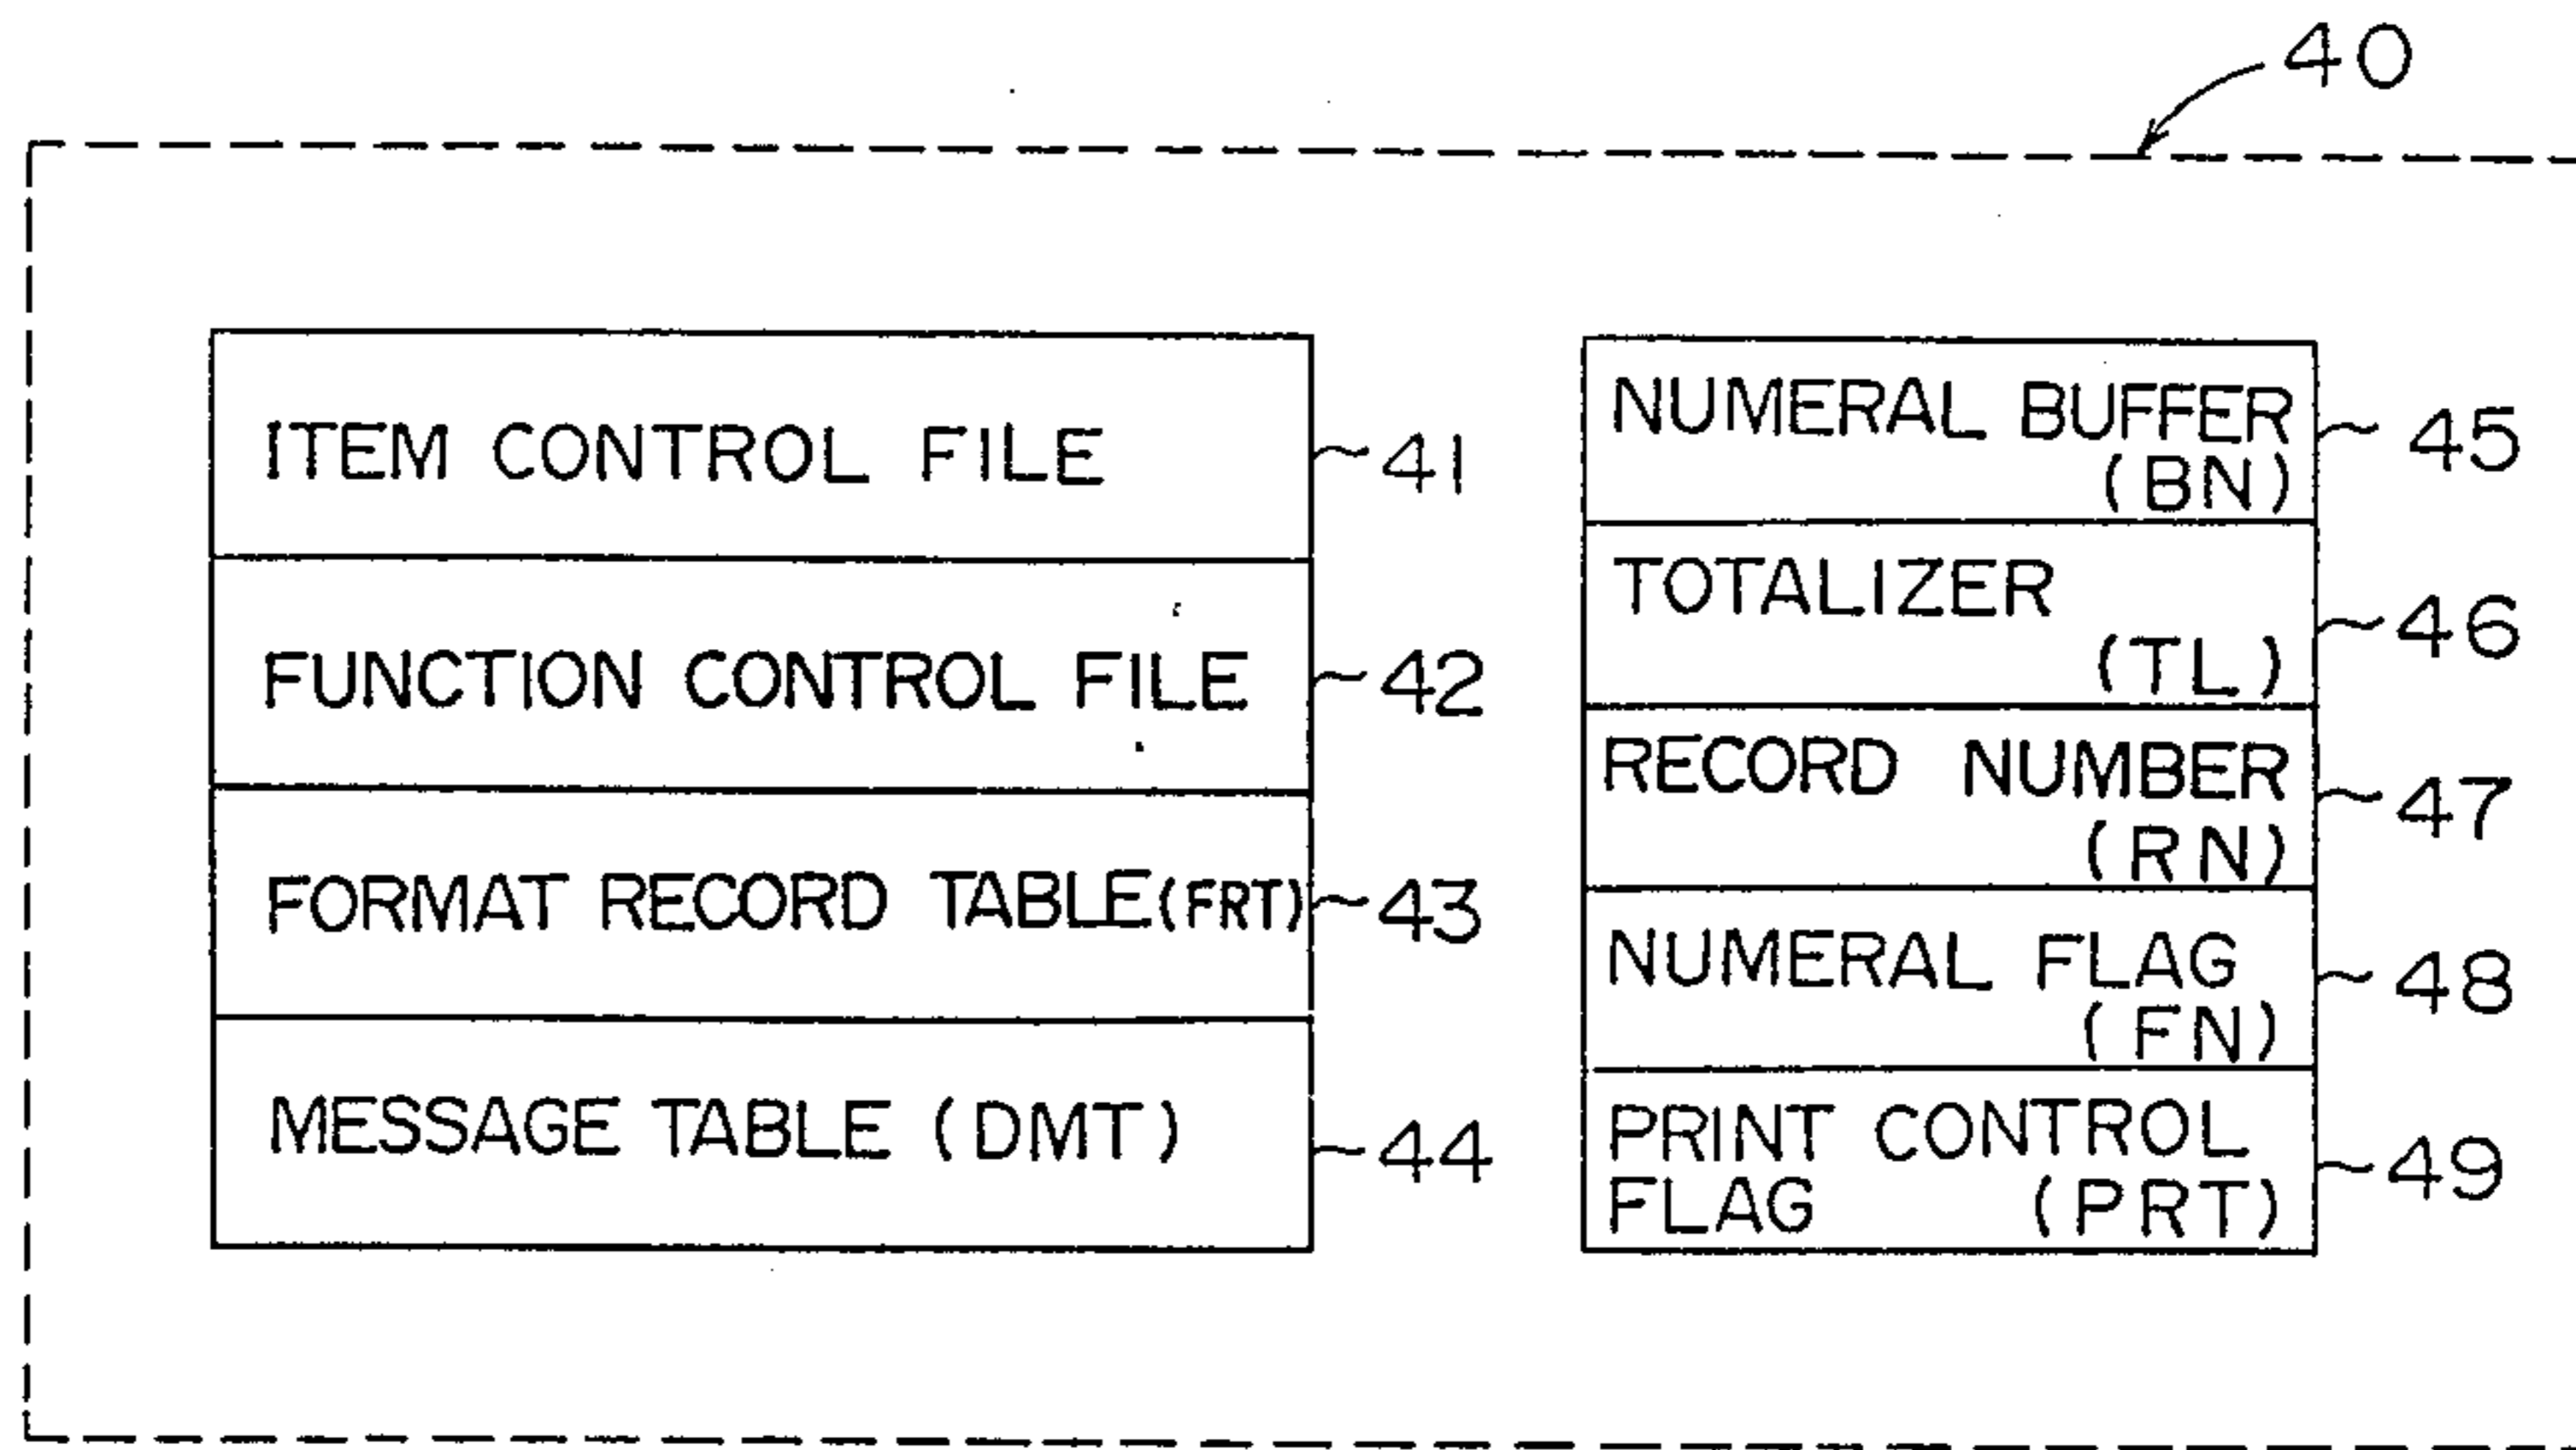 40
ITEM CONTROL FILE
41
FUNCTION CONTROL FILE
42
FORMAT RECORD TABLE (FRT)
43
MESSAGE TABLE (DMT)
44
NUMERAL BUFFER
(BN)
45
TOTALIZER
(TL)
46
RECORD NUMBER
(RN)
47
NUMERAL FLAG
(FN)
48
PRINT CONTROL
FLAG (PRT)
49